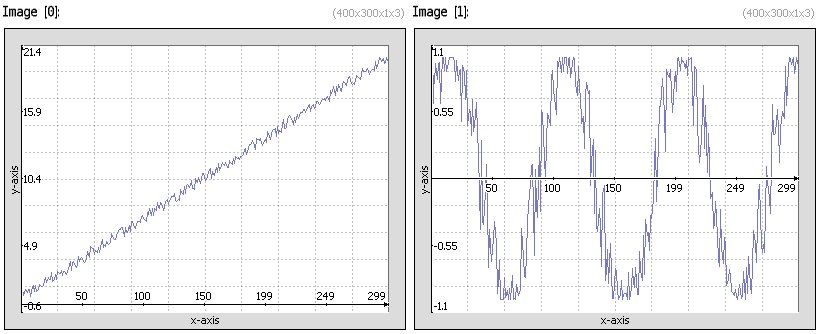 Image [0]:
(400x300x1x3)
Image [1]:
(400x300x1x3)
21.4
15.9
10.4
4.9
-0.6
50 100 150 199 249 299
y-axis
x-axis
1.1
0.55
-0.55
-1.1
50 100 150 199 249 299
y-axis
x-axis